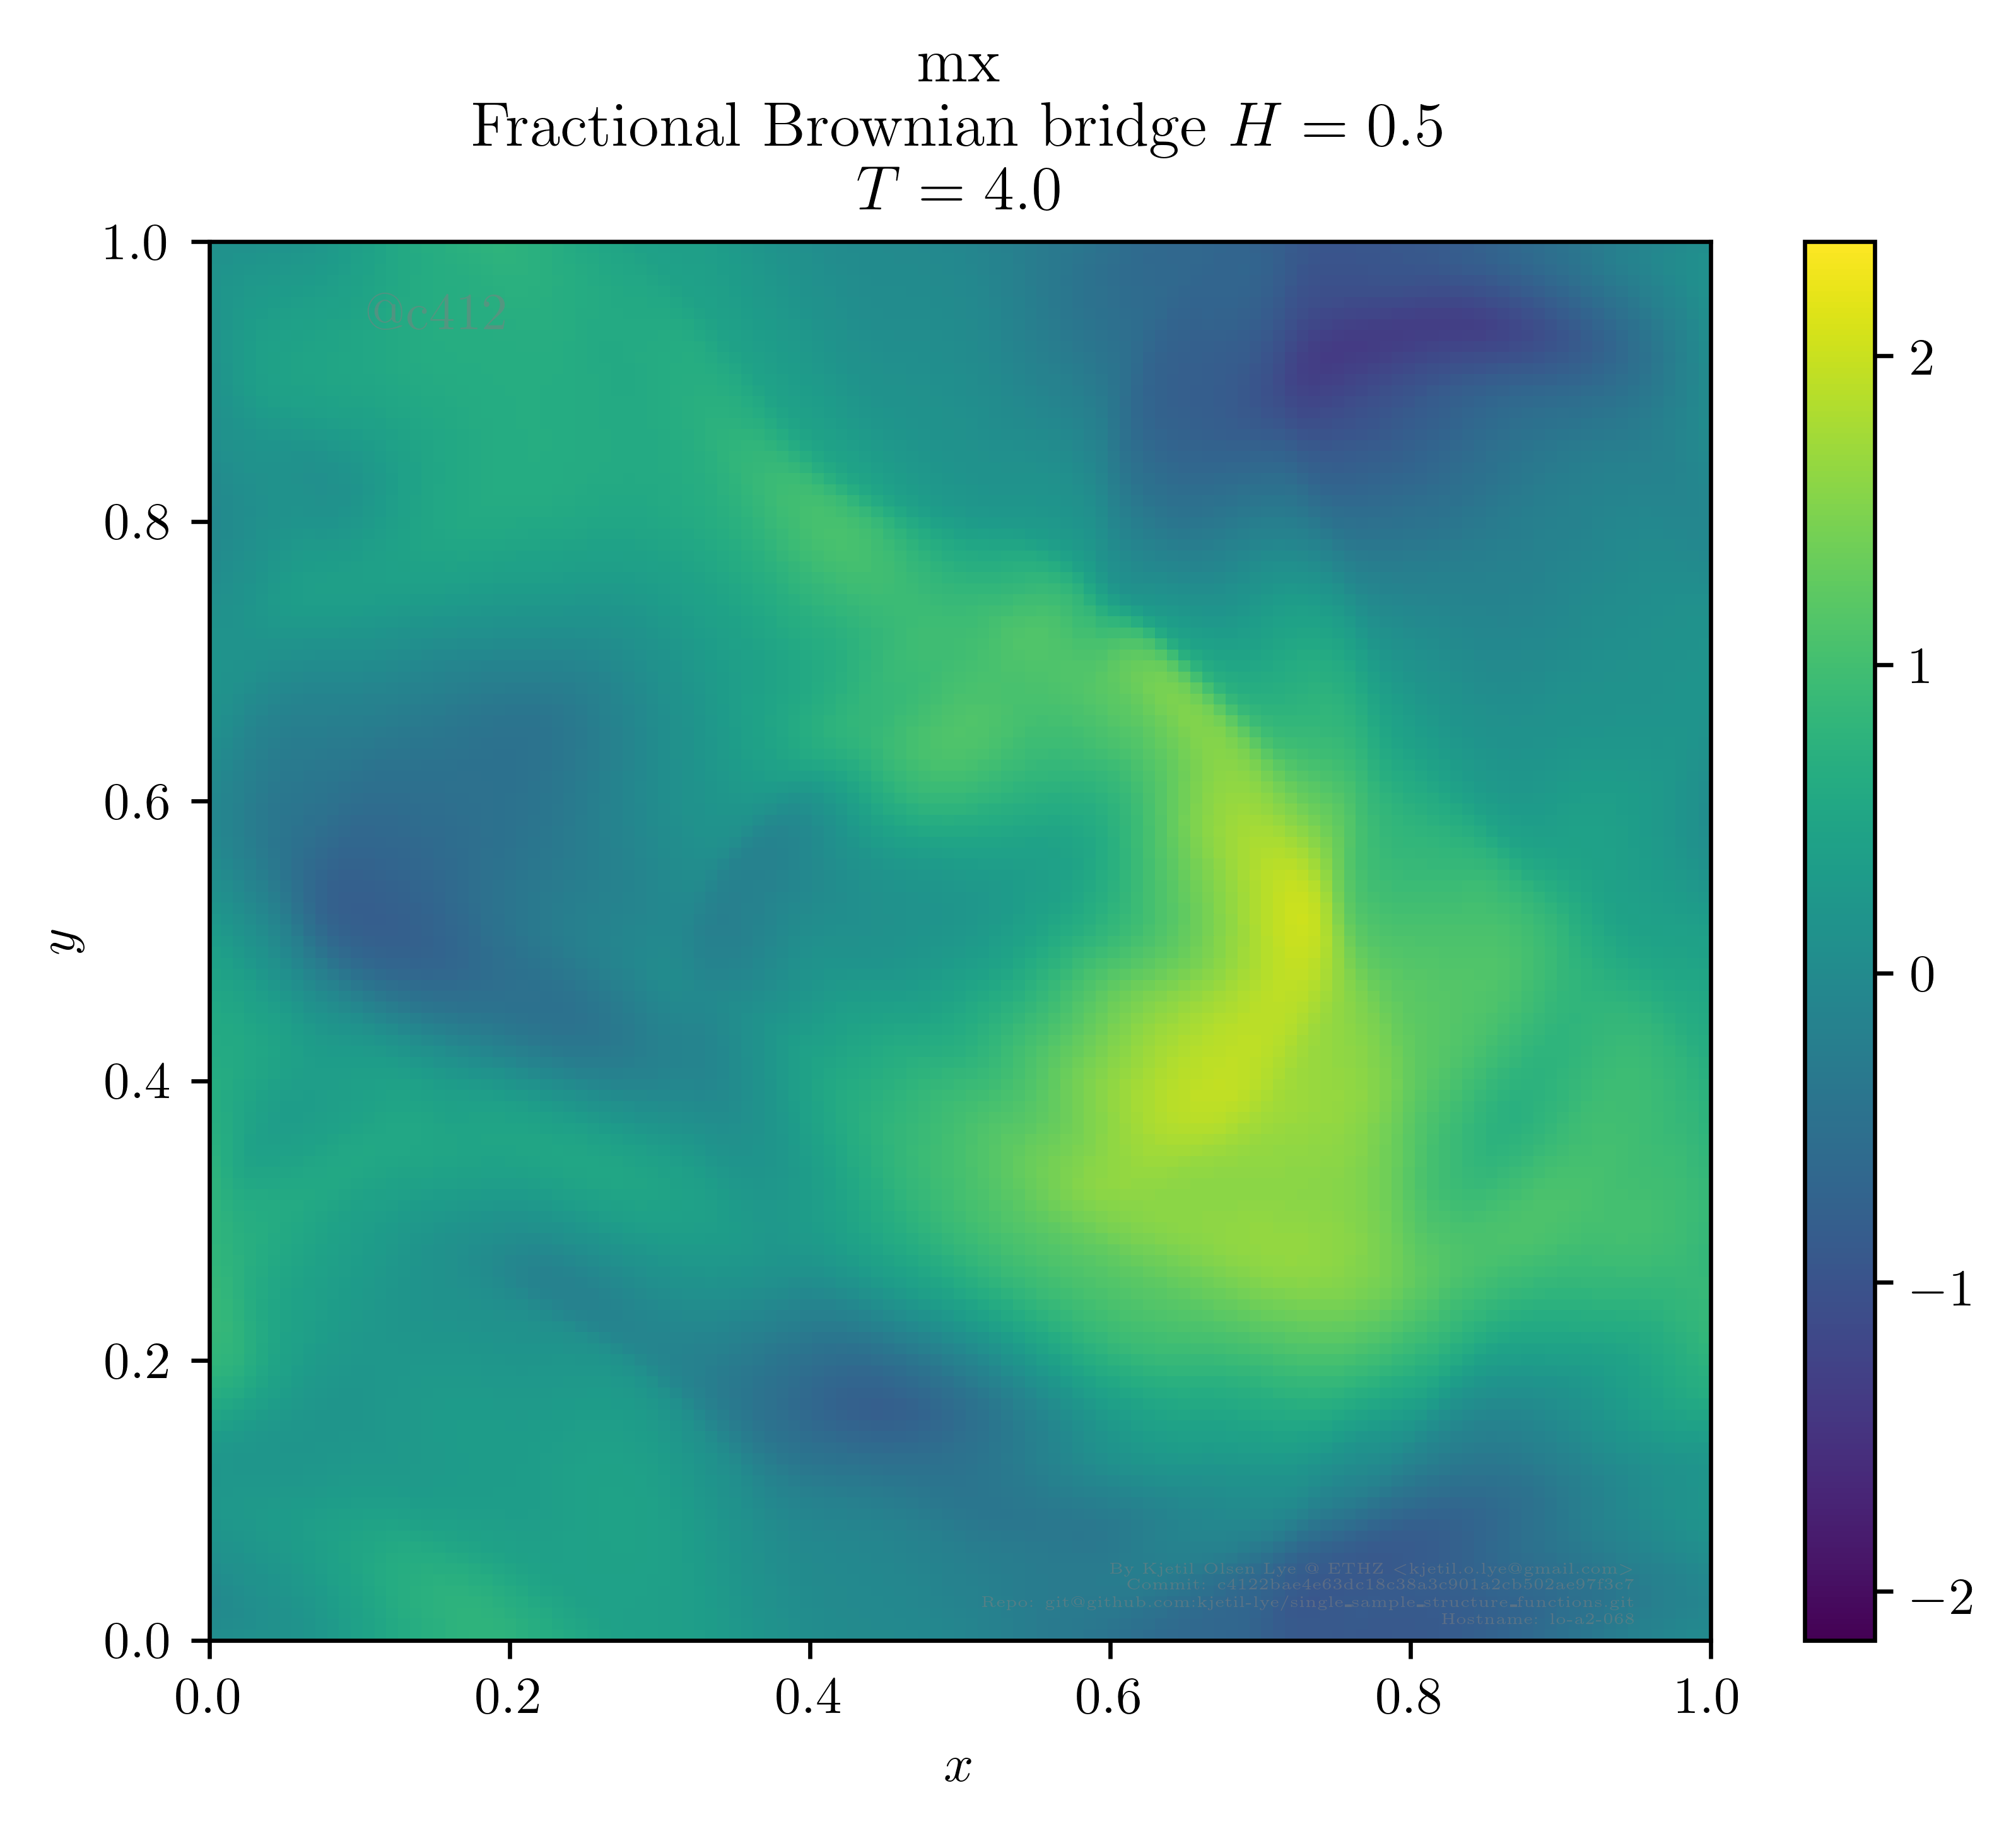 mx
Fractional Brownian bridge H = 0.5
T = 4.0
1.0
0.8
0.6
0.4
0.2
0.0
y
0.0 0.2 0.4 0.6 0.8 1.0
x
2
1
0
−1
−2
@c412
By Kjetil Olsen Lye @ ETHZ <kjetil.o.lye@gmail.com>
Commit: c4122bae4e63dc18c38a3c901a2cb502ae97f3c7
Repo: git@github.com:kjetil-lye/single_sample_structure_functions.git
Hostname: lo-a2-068